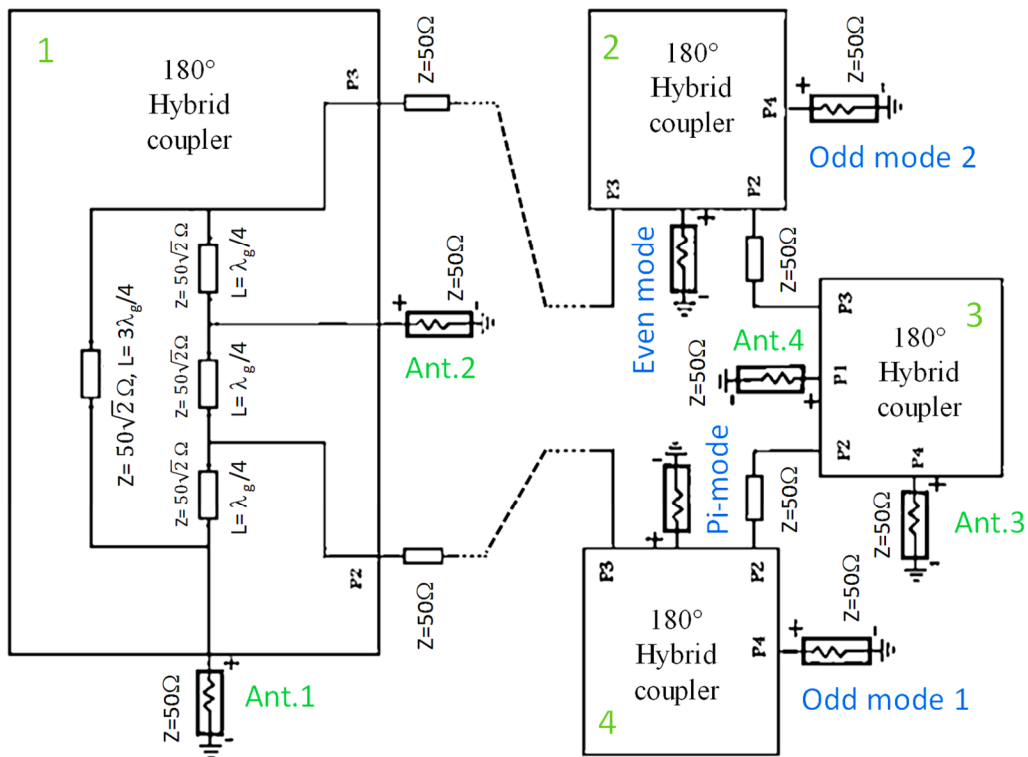 1
180°
Hybrid
coupler
P3
Z=50Ω
Z= 50√2 Ω
L= λg/4
Z= 50√2 Ω, L= 3λg/4
Z= 50√2Ω
L= λg/4
+
-
Z=50Ω
Ant.2
Z= 50√2 Ω
L= λg/4
P2
Z=50Ω
+
-
Z=50Ω
Ant.1
2
180°
Hybrid
coupler
P4
+
-
Z=50Ω
Odd mode 2
P3
P2
+
-
Even mode
Z=50Ω
3
180°
Hybrid
coupler
P3
P1
P2
P4
Ant.4
Z=50Ω
-
+
+
-
Z=50Ω
Ant.3
-
+
Pi-mode
Z=50Ω
P3
P2
180°
Hybrid
coupler
P4
4
+
-
Z=50Ω
Odd mode 1